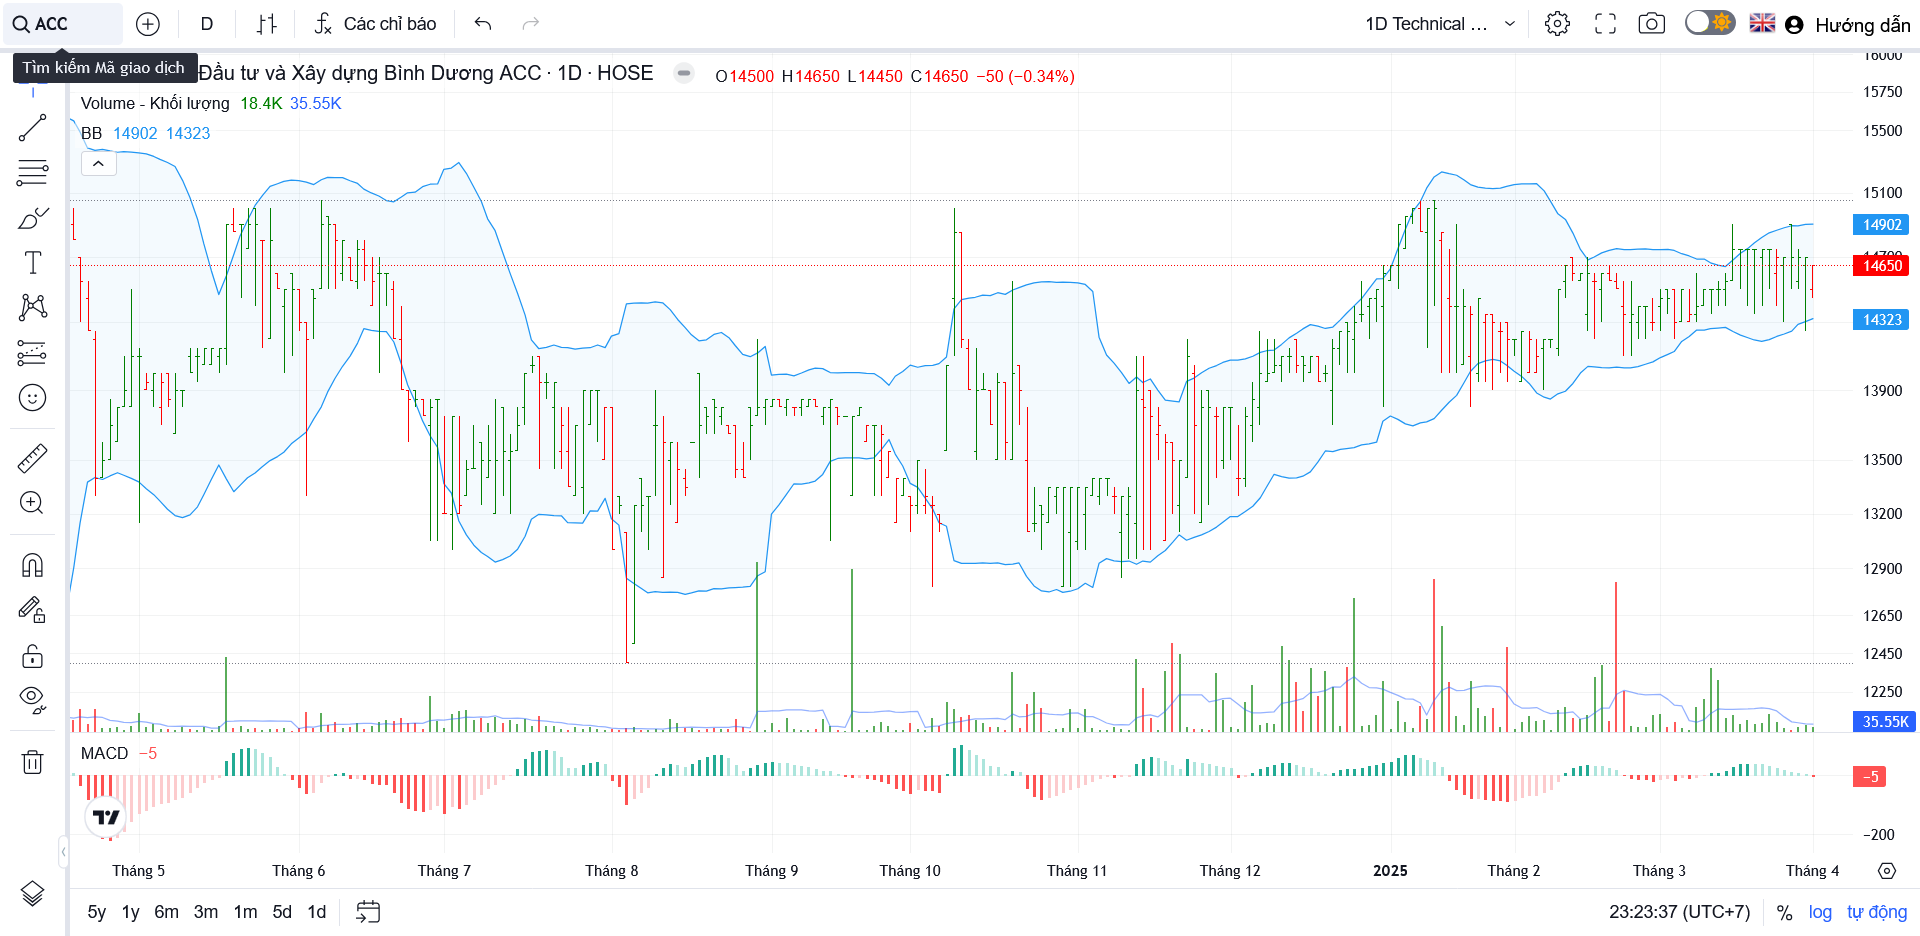 ACC
D
Các chỉ báo
1D Technical ...
Hướng dẫn
Tìm kiếm Mã giao dịch
Đầu tư và Xây dựng Bình Dương ACC · 1D · HOSE
O14500 H14650 L14450 C14650 −50 (−0.34%)
Volume - Khối lượng 18.4K 35.55K
BB 14902 14323
16000
15750
15500
15100
14902
14700
14650
14323
13900
13500
13200
12900
12650
12450
12250
35.55K
MACD −5
−5
−200
Tháng 5 Tháng 6 Tháng 7 Tháng 8 Tháng 9 Tháng 10 Tháng 11 Tháng 12 2025 Tháng 2 Tháng 3 Tháng 4
5y 1y 6m 3m 1m 5d 1d
23:23:37 (UTC+7) % log tự động